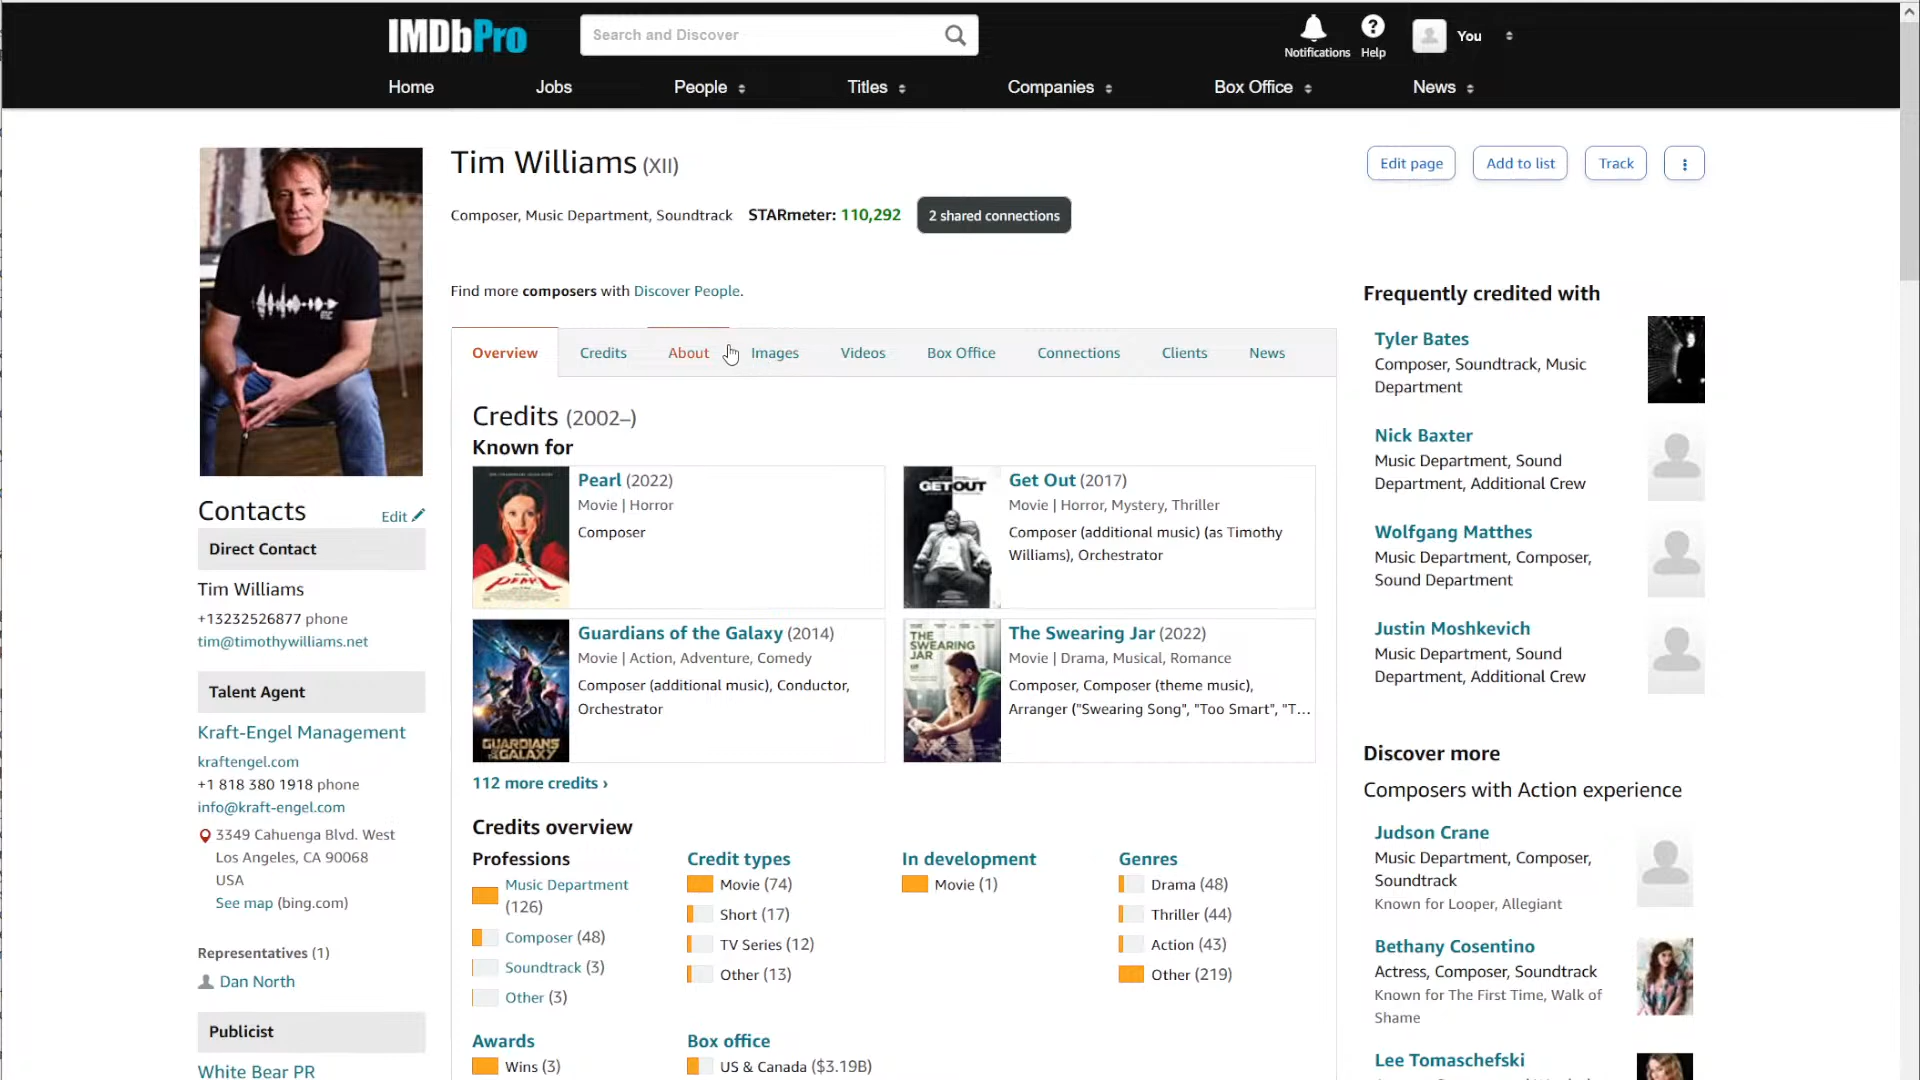 IMDbPro
Search and Discover
Notifications
Help
You
Home
Jobs
People
Titles
Companies
Box Office
News
Tim Williams (XII)
Edit page
Add to list
Track
Composer, Music Department, Soundtrack STARmeter: 110,292
2 shared connections
Find more composers with Discover People.
Overview
Credits
About
Images
Videos
Box Office
Connections
Clients
News
Contacts
Edit
Direct Contact
Tim Williams
+13232526877 phone
tim@timothywilliams.net
Talent Agent
Kraft-Engel Management
kraftengel.com
+1 818 380 1918 phone
info@kraft-engel.com
3349 Cahuenga Blvd. West
Los Angeles, CA 90068
USA
See map (bing.com)
Representatives (1)
Dan North
Publicist
White Bear PR
Credits (2002–)
Known for
Pearl (2022)
Movie | Horror
Composer
PEARL
Get Out (2017)
Movie | Horror, Mystery, Thriller
Composer (additional music) (as Timothy
Williams), Orchestrator
GET OUT
Guardians of the Galaxy (2014)
Movie | Action, Adventure, Comedy
Composer (additional music), Conductor,
Orchestrator
GUARDIANS
OF THE GALAXY
The Swearing Jar (2022)
Movie | Drama, Musical, Romance
Composer, Composer (theme music),
Arranger ("Swearing Song", "Too Smart", "T...
THE
SWEARING
JAR
112 more credits ›
Credits overview
Professions
Music Department
(126)
Composer (48)
Soundtrack (3)
Other (3)
Credit types
Movie (74)
Short (17)
TV Series (12)
Other (13)
In development
Movie (1)
Genres
Drama (48)
Thriller (44)
Action (43)
Other (219)
Awards
Wins (3)
Box office
US & Canada ($3.19B)
Frequently credited with
Tyler Bates
Composer, Soundtrack, Music
Department
Nick Baxter
Music Department, Sound
Department, Additional Crew
Wolfgang Matthes
Music Department, Composer,
Sound Department
Justin Moshkevich
Music Department, Sound
Department, Additional Crew
Discover more
Composers with Action experience
Judson Crane
Music Department, Composer,
Soundtrack
Known for Looper, Allegiant
Bethany Cosentino
Actress, Composer, Soundtrack
Known for The First Time, Walk of
Shame
Lee Tomaschefski